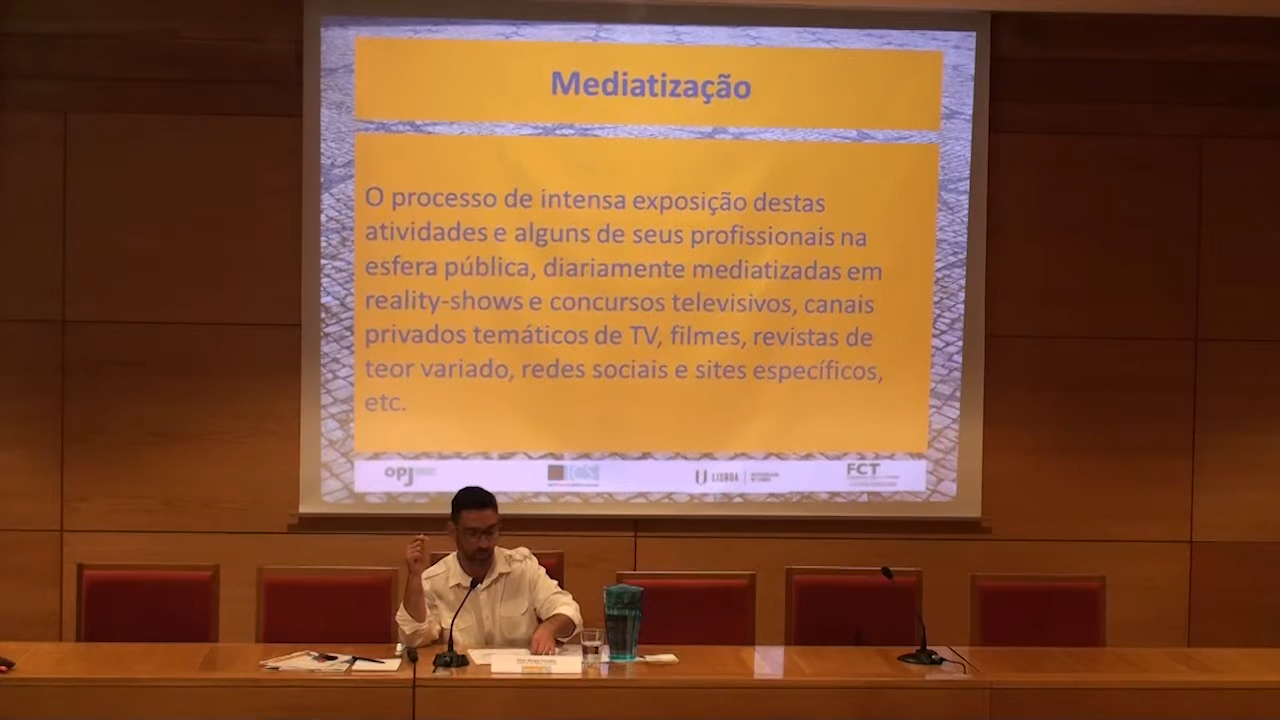 Mediatização
O processo de intensa exposição destas
atividades e alguns de seus profissionais na
esfera pública, diariamente mediatizadas em
reality-shows e concursos televisivos, canais
privados temáticos de TV, filmes, revistas de
teor variado, redes sociais e sites específicos,
etc.
OPJ
LISBOA
FCT